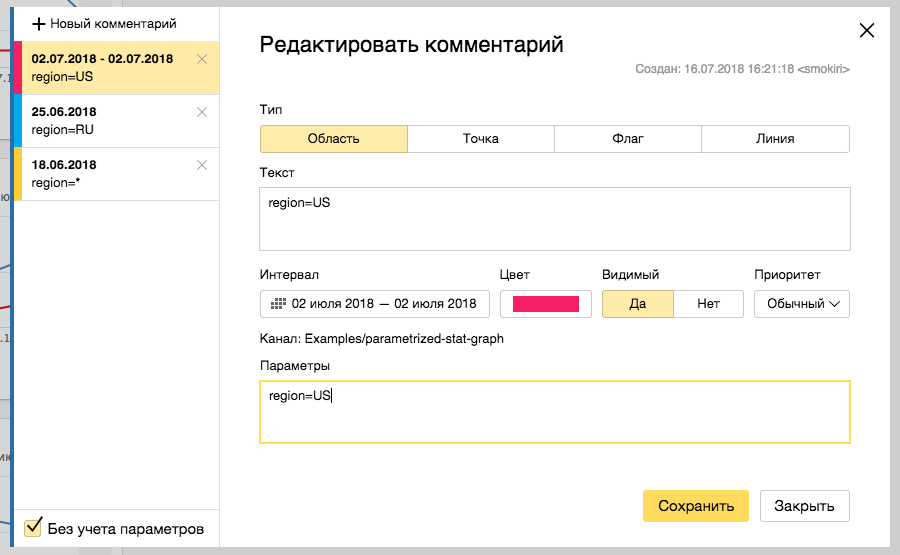 Новый комментарий
02.07.2018 - 02.07.2018
region=US
25.06.2018
region=RU
18.06.2018
region=*
Без учета параметров
Редактировать комментарий
Создан: 16.07.2018 16:21:18 <smokiri>
Тип
Область Точка Флаг Линия
Текст
region=US
Интервал Цвет Видимый Приоритет
02 июля 2018 — 02 июля 2018 Да Нет Обычный
Канал: Examples/parametrized-stat-graph
Параметры
region=US
Сохранить Закрыть